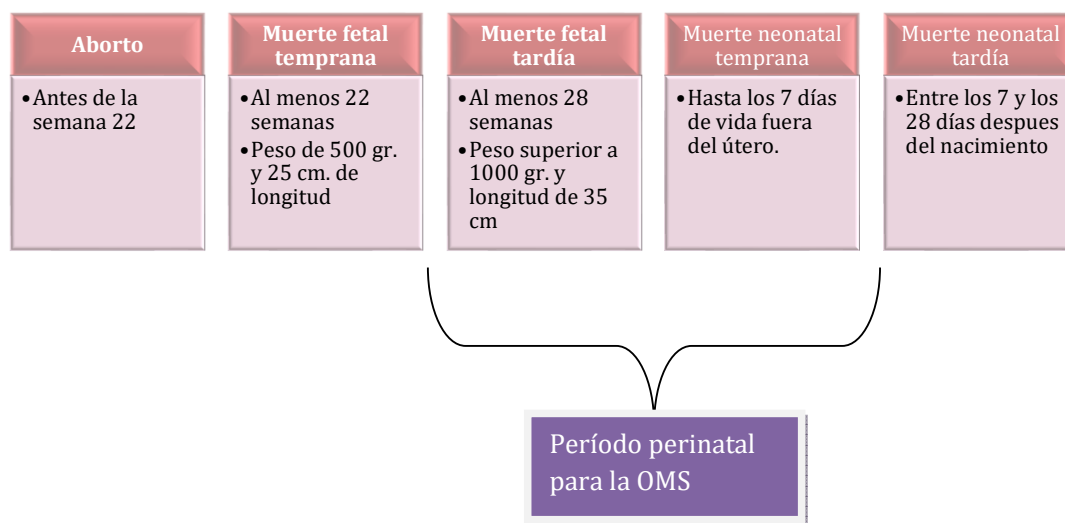 Aborto
•Antes de la
semana 22
Muerte fetal
temprana
•Al menos 22
semanas
•Peso de 500 gr.
y 25 cm. de
longitud
Muerte fetal
tardía
•Al menos 28
semanas
•Peso superior a
1000 gr. y
longitud de 35
cm
Muerte neonatal
temprana
•Hasta los 7 días
de vida fuera
del útero.
Muerte neonatal
tardía
•Entre los 7 y los
28 días despues
del nacimiento
Período perinatal
para la OMS